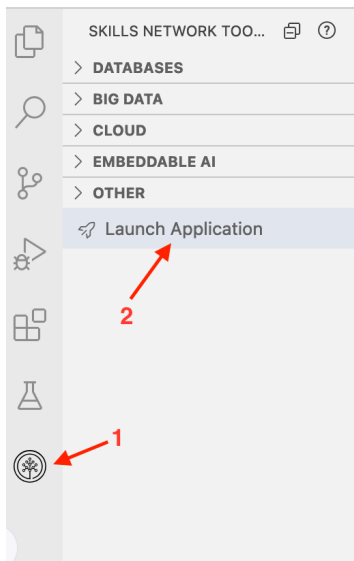 SKILLS NETWORK TOO...
DATABASES
BIG DATA
CLOUD
EMBEDDABLE AI
OTHER
Launch Application
2
1